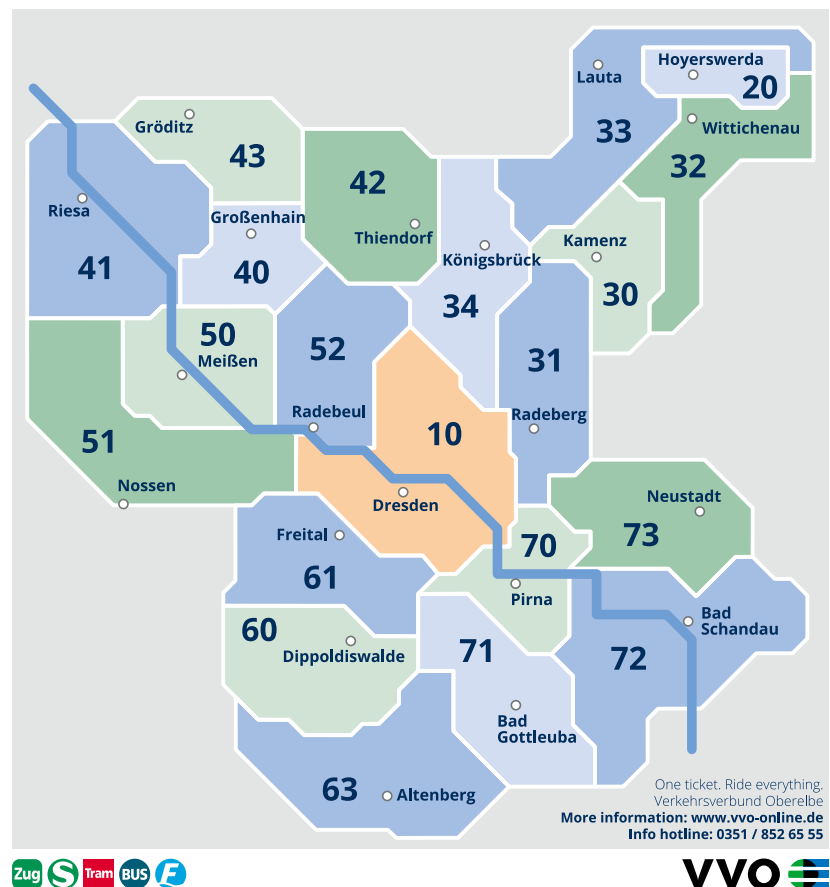 Hoyerswerda
Lauta
20
Gröditz
33
Wittichenau
43
42
32
Riesa
Großenhain
Thiendorf
Kamenz
Königsbrück
41
40
30
34
50
52
Meißen
31
Radebeul
Radeberg
51
10
Nossen
Dresden
Neustadt
Freital
70
73
61
Pirna
60
Bad
Schandau
Dippoldiswalde
71
72
Bad
Gottleuba
63
Altenberg
One ticket. Ride everything.
Verkehrsverbund Oberelbe
More information: www.vvo-online.de
Info hotline: 0351 / 852 65 55
Zug S Tram BUS F
VVO